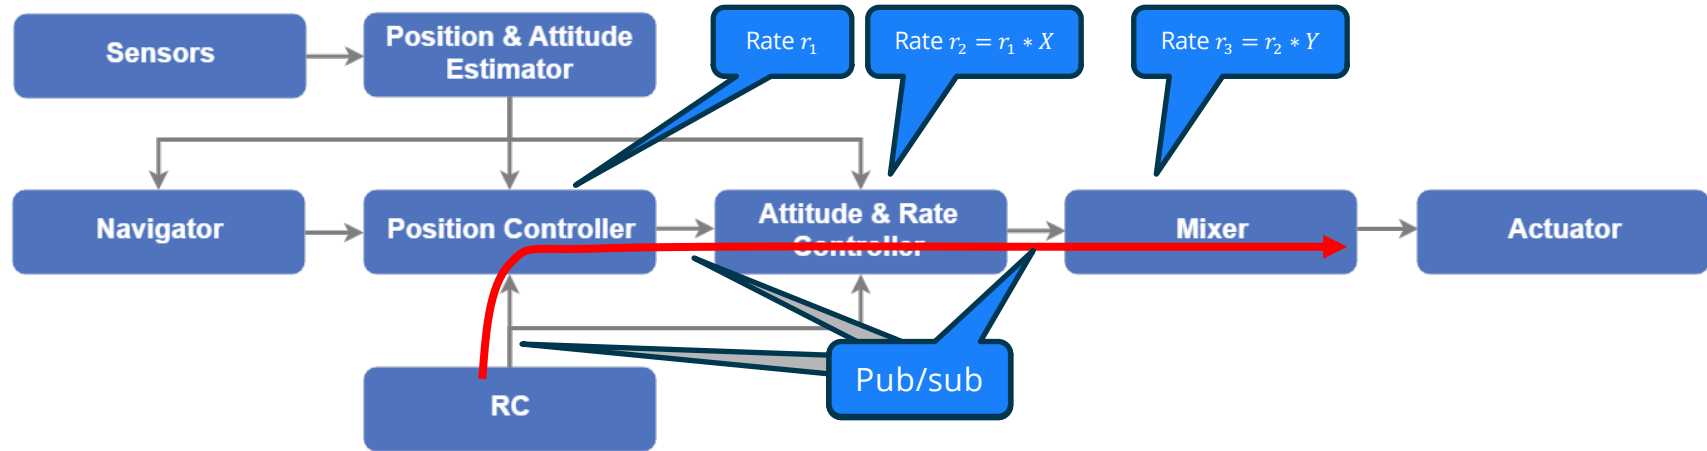 Sensors
Position & Attitude
Estimator
Rate r₁
Rate r₂ = r₁ * X
Rate r₃ = r₂ * Y
Navigator
Position Controller
Attitude & Rate
Controller
Mixer
Actuator
Pub/sub
RC